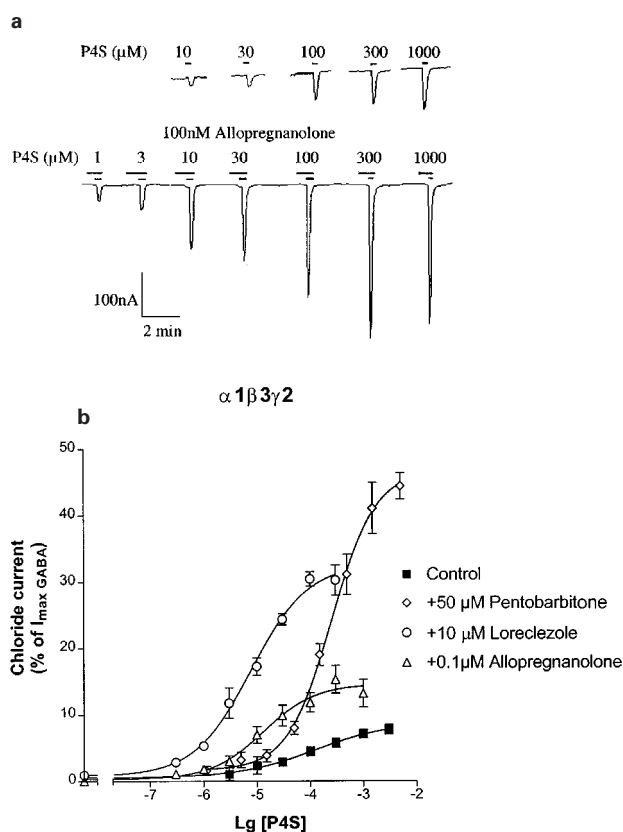 a
P4S (μM) 10 30 100 300 1000
100nM Allopregnanolone
P4S (μM) 1 3 10 30 100 300 1000
100nA
2 min
α1β3γ2
b
50
40
30
20
10
0
Chloride current
(% of Imax GABA)
-7 -6 -5 -4 -3 -2
Lg [P4S]
Control
+50 μM Pentobarbitone
+10 μM Loreclezole
+0.1μM Allopregnanolone